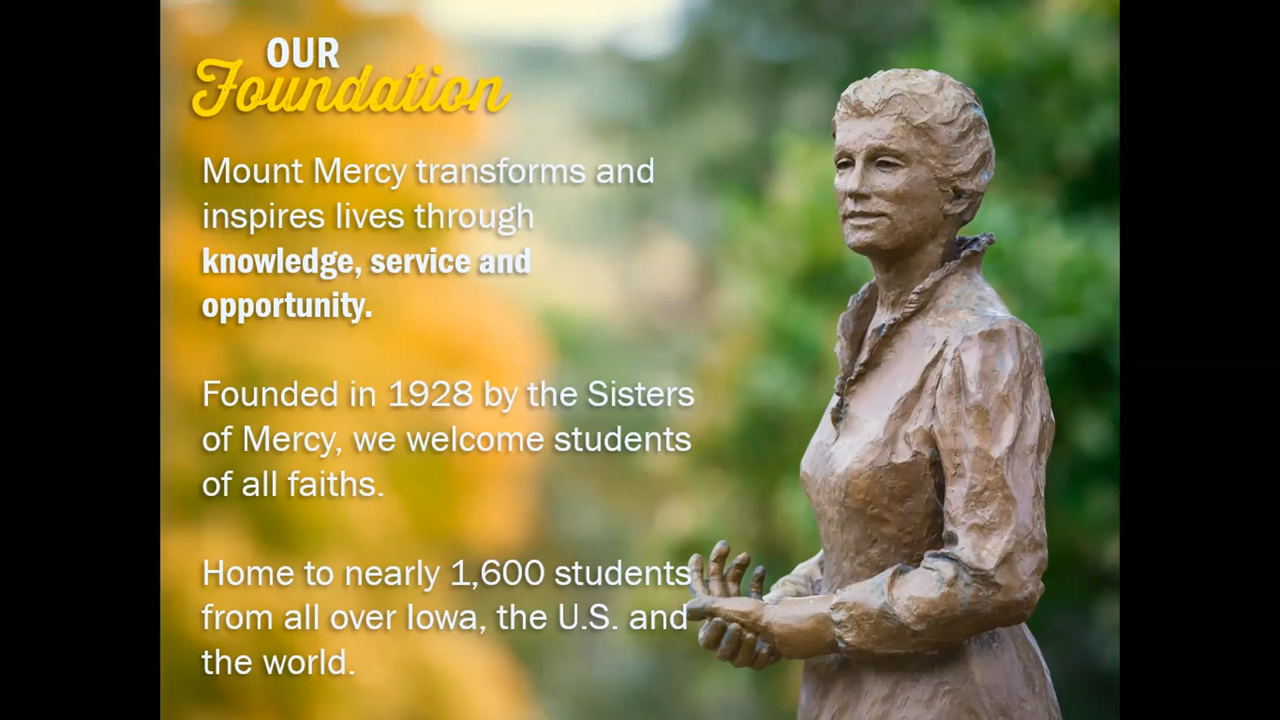 OUR
Foundation
Mount Mercy transforms and
inspires lives through
knowledge, service and
opportunity.
Founded in 1928 by the Sisters
of Mercy, we welcome students
of all faiths.
Home to nearly 1,600 students
from all over Iowa, the U.S. and
the world.